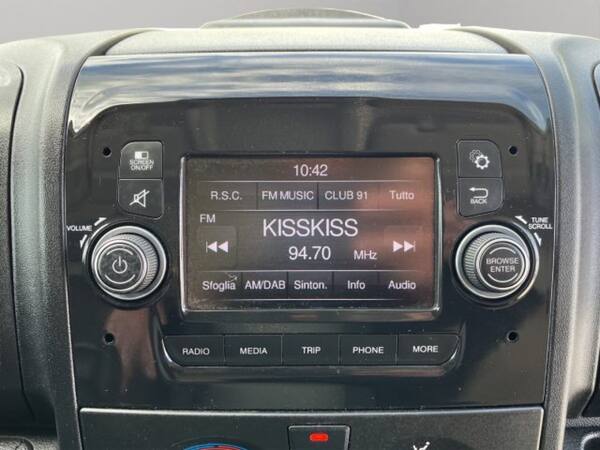 10:42
SCREEN
ON/OFF
R.S.C. FM MUSIC CLUB 91 Tutto
BACK
FM
KISSKISS
VOLUME
TUNE
SCROLL
94.70 MHz
BROWSE
ENTER
Sfoglia AM/DAB Sinton. Info Audio
RADIO MEDIA TRIP PHONE MORE